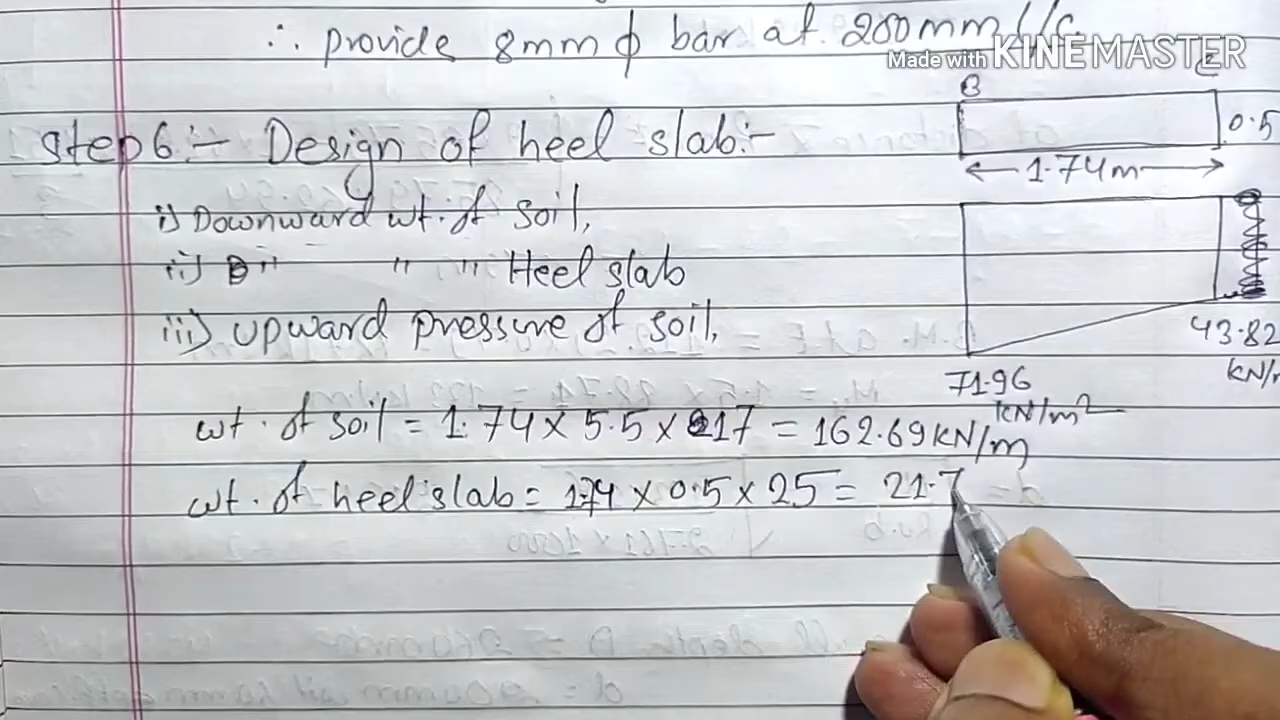 ∴ provide 8mm ϕ bar at 200mm c/c.
Made with KINEMASTER
B C
Step 6:- Design of heel slab:-
0.5
1.74m
i) Downward wt. of soil,
ii) " " " Heel slab
iii) upward pressure of soil,
43.82
KN/m
71.96
KN/m²
wt. of soil = 1.74 × 5.5 × 17 = 162.69 KN/m
wt. of heel slab = 1.74 × 0.5 × 25 = 21.7